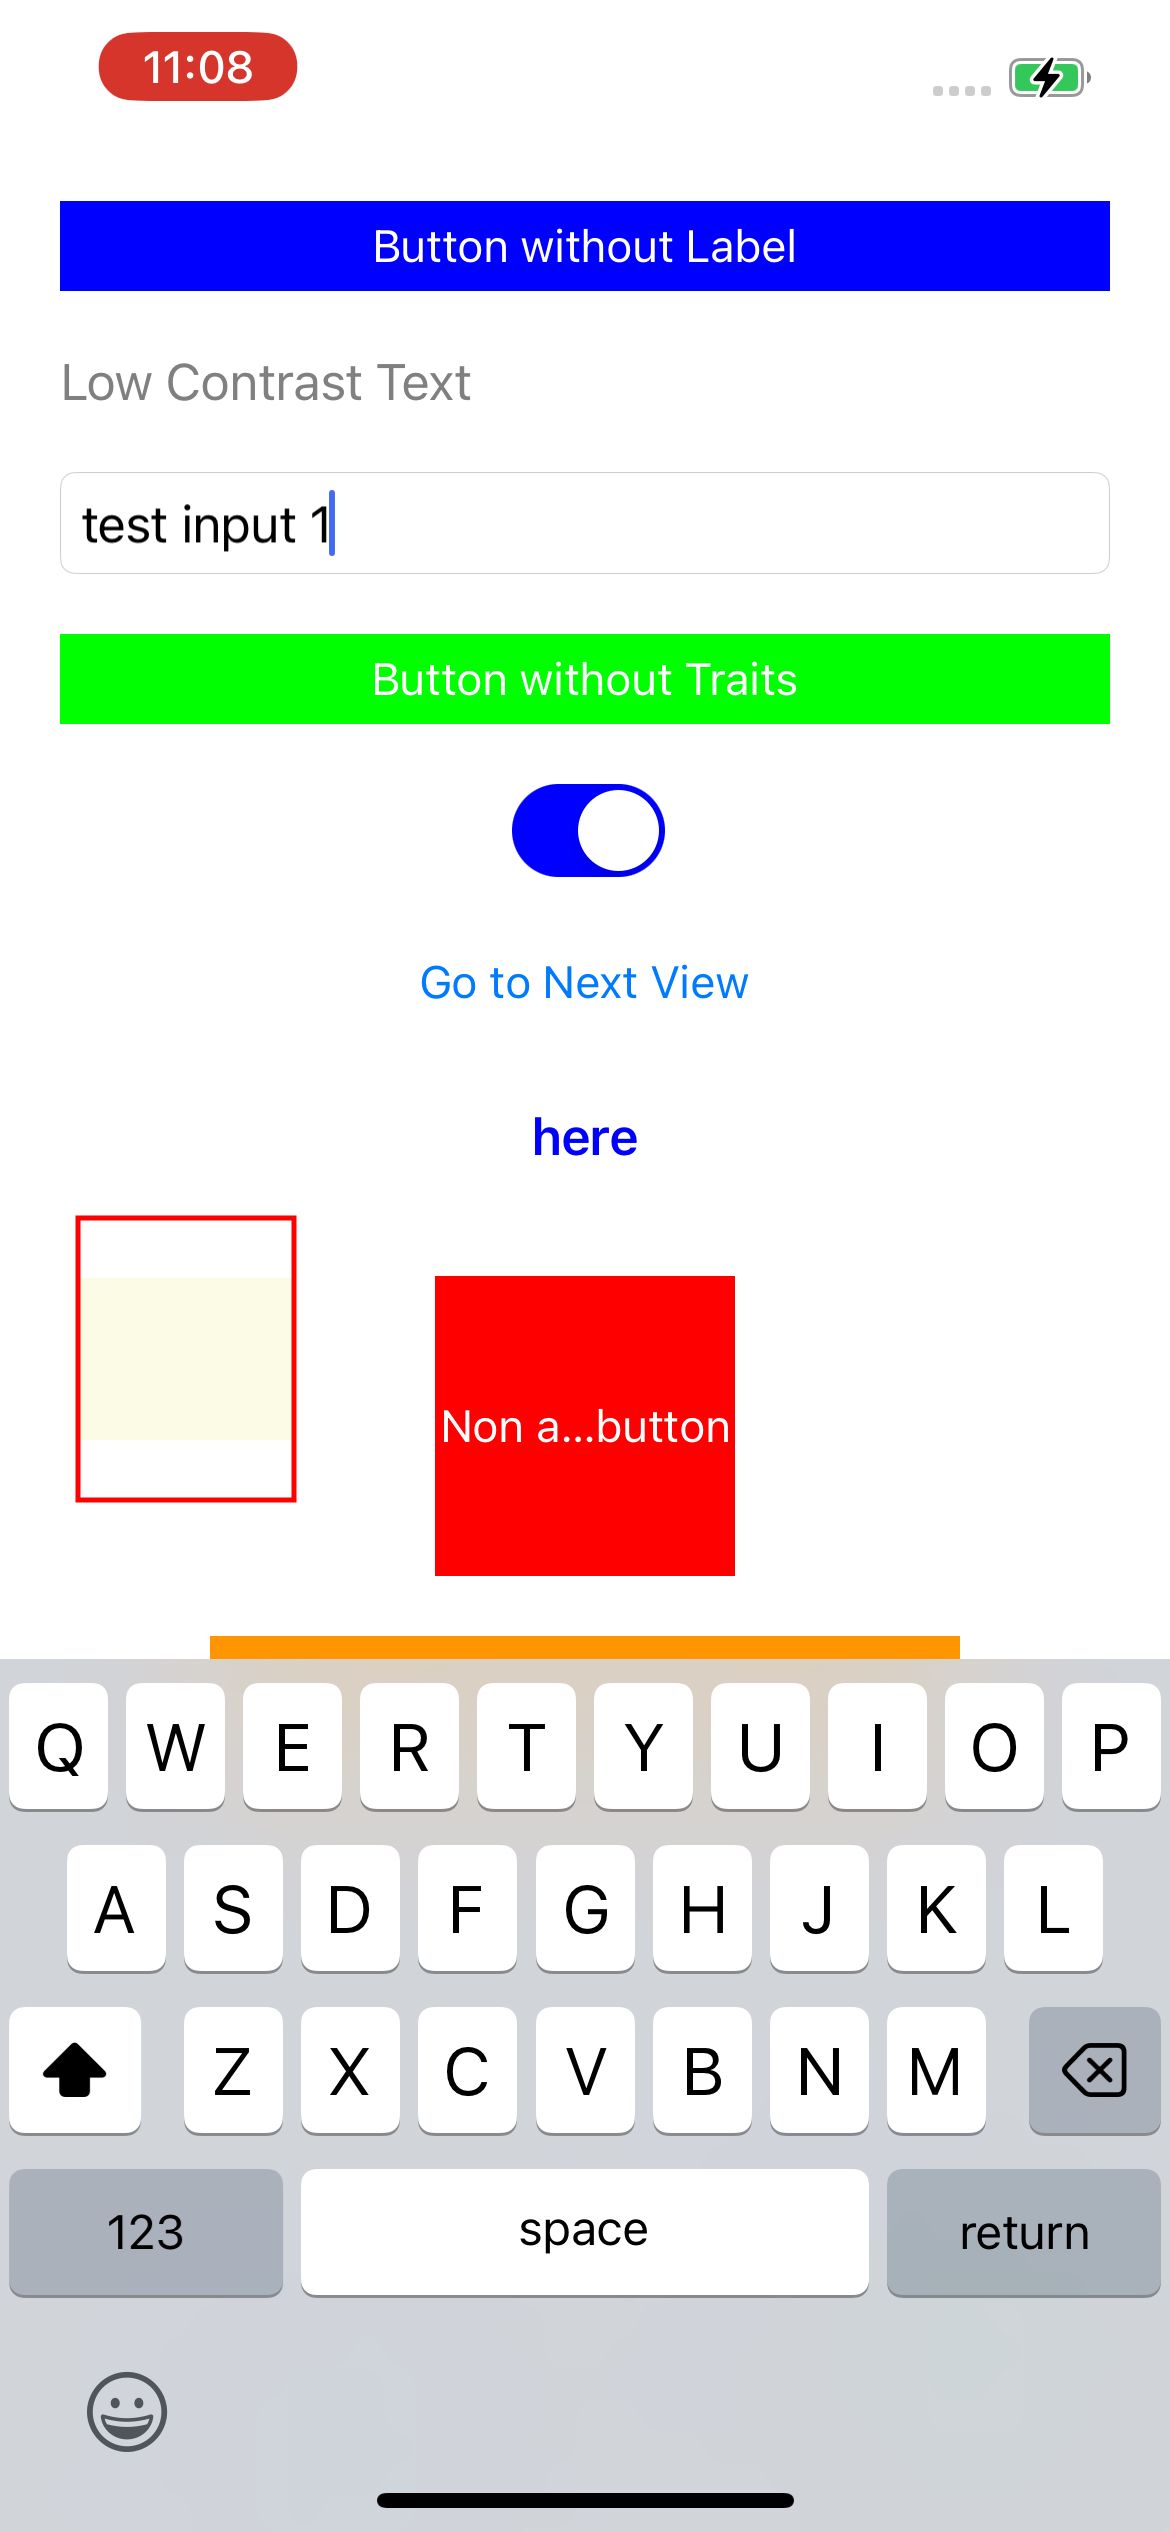 11:08
Button without Label
Low Contrast Text
test input 1
Button without Traits
Go to Next View
here
Non a...button
Q W E R T Y U I O P
A S D F G H J K L
Z X C V B N M
123 space return